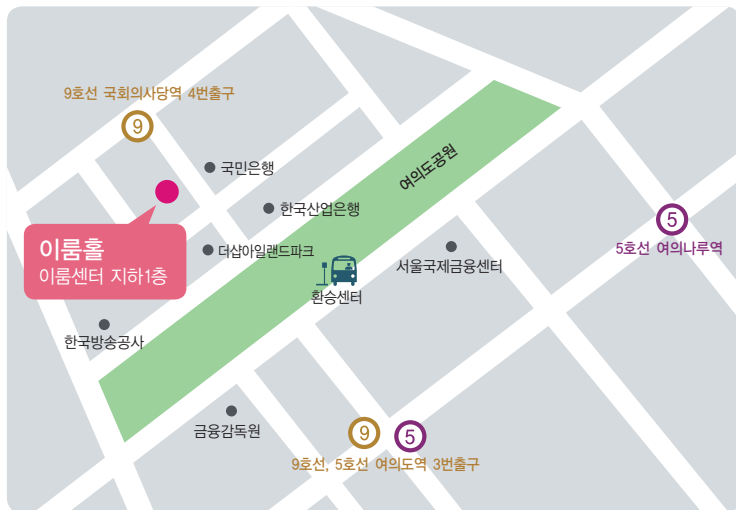 9호선 국회의사당역 4번출구
9
국민은행
여의도공원
한국산업은행
5
5호선 여의나루역
이룸홀
이룸센터 지하1층
더샵아일랜드파크
서울국제금융센터
환승센터
한국방송공사
금융감독원
9
5
9호선, 5호선 여의도역 3번출구